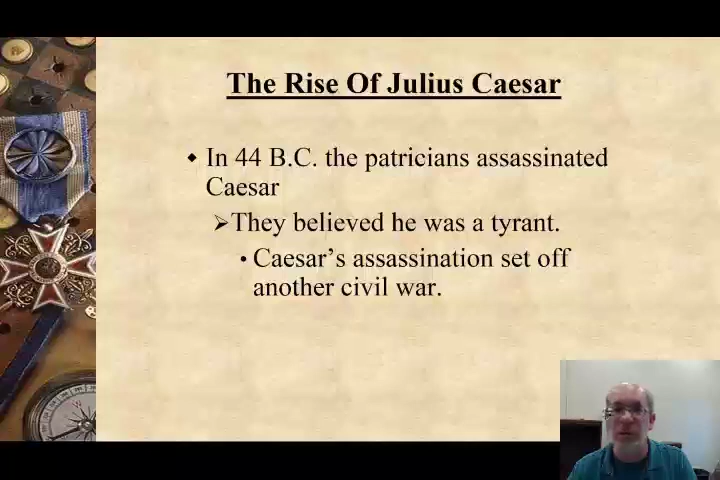 The Rise Of Julius Caesar
In 44 B.C. the patricians assassinated
Caesar
They believed he was a tyrant.
Caesar's assassination set off
another civil war.